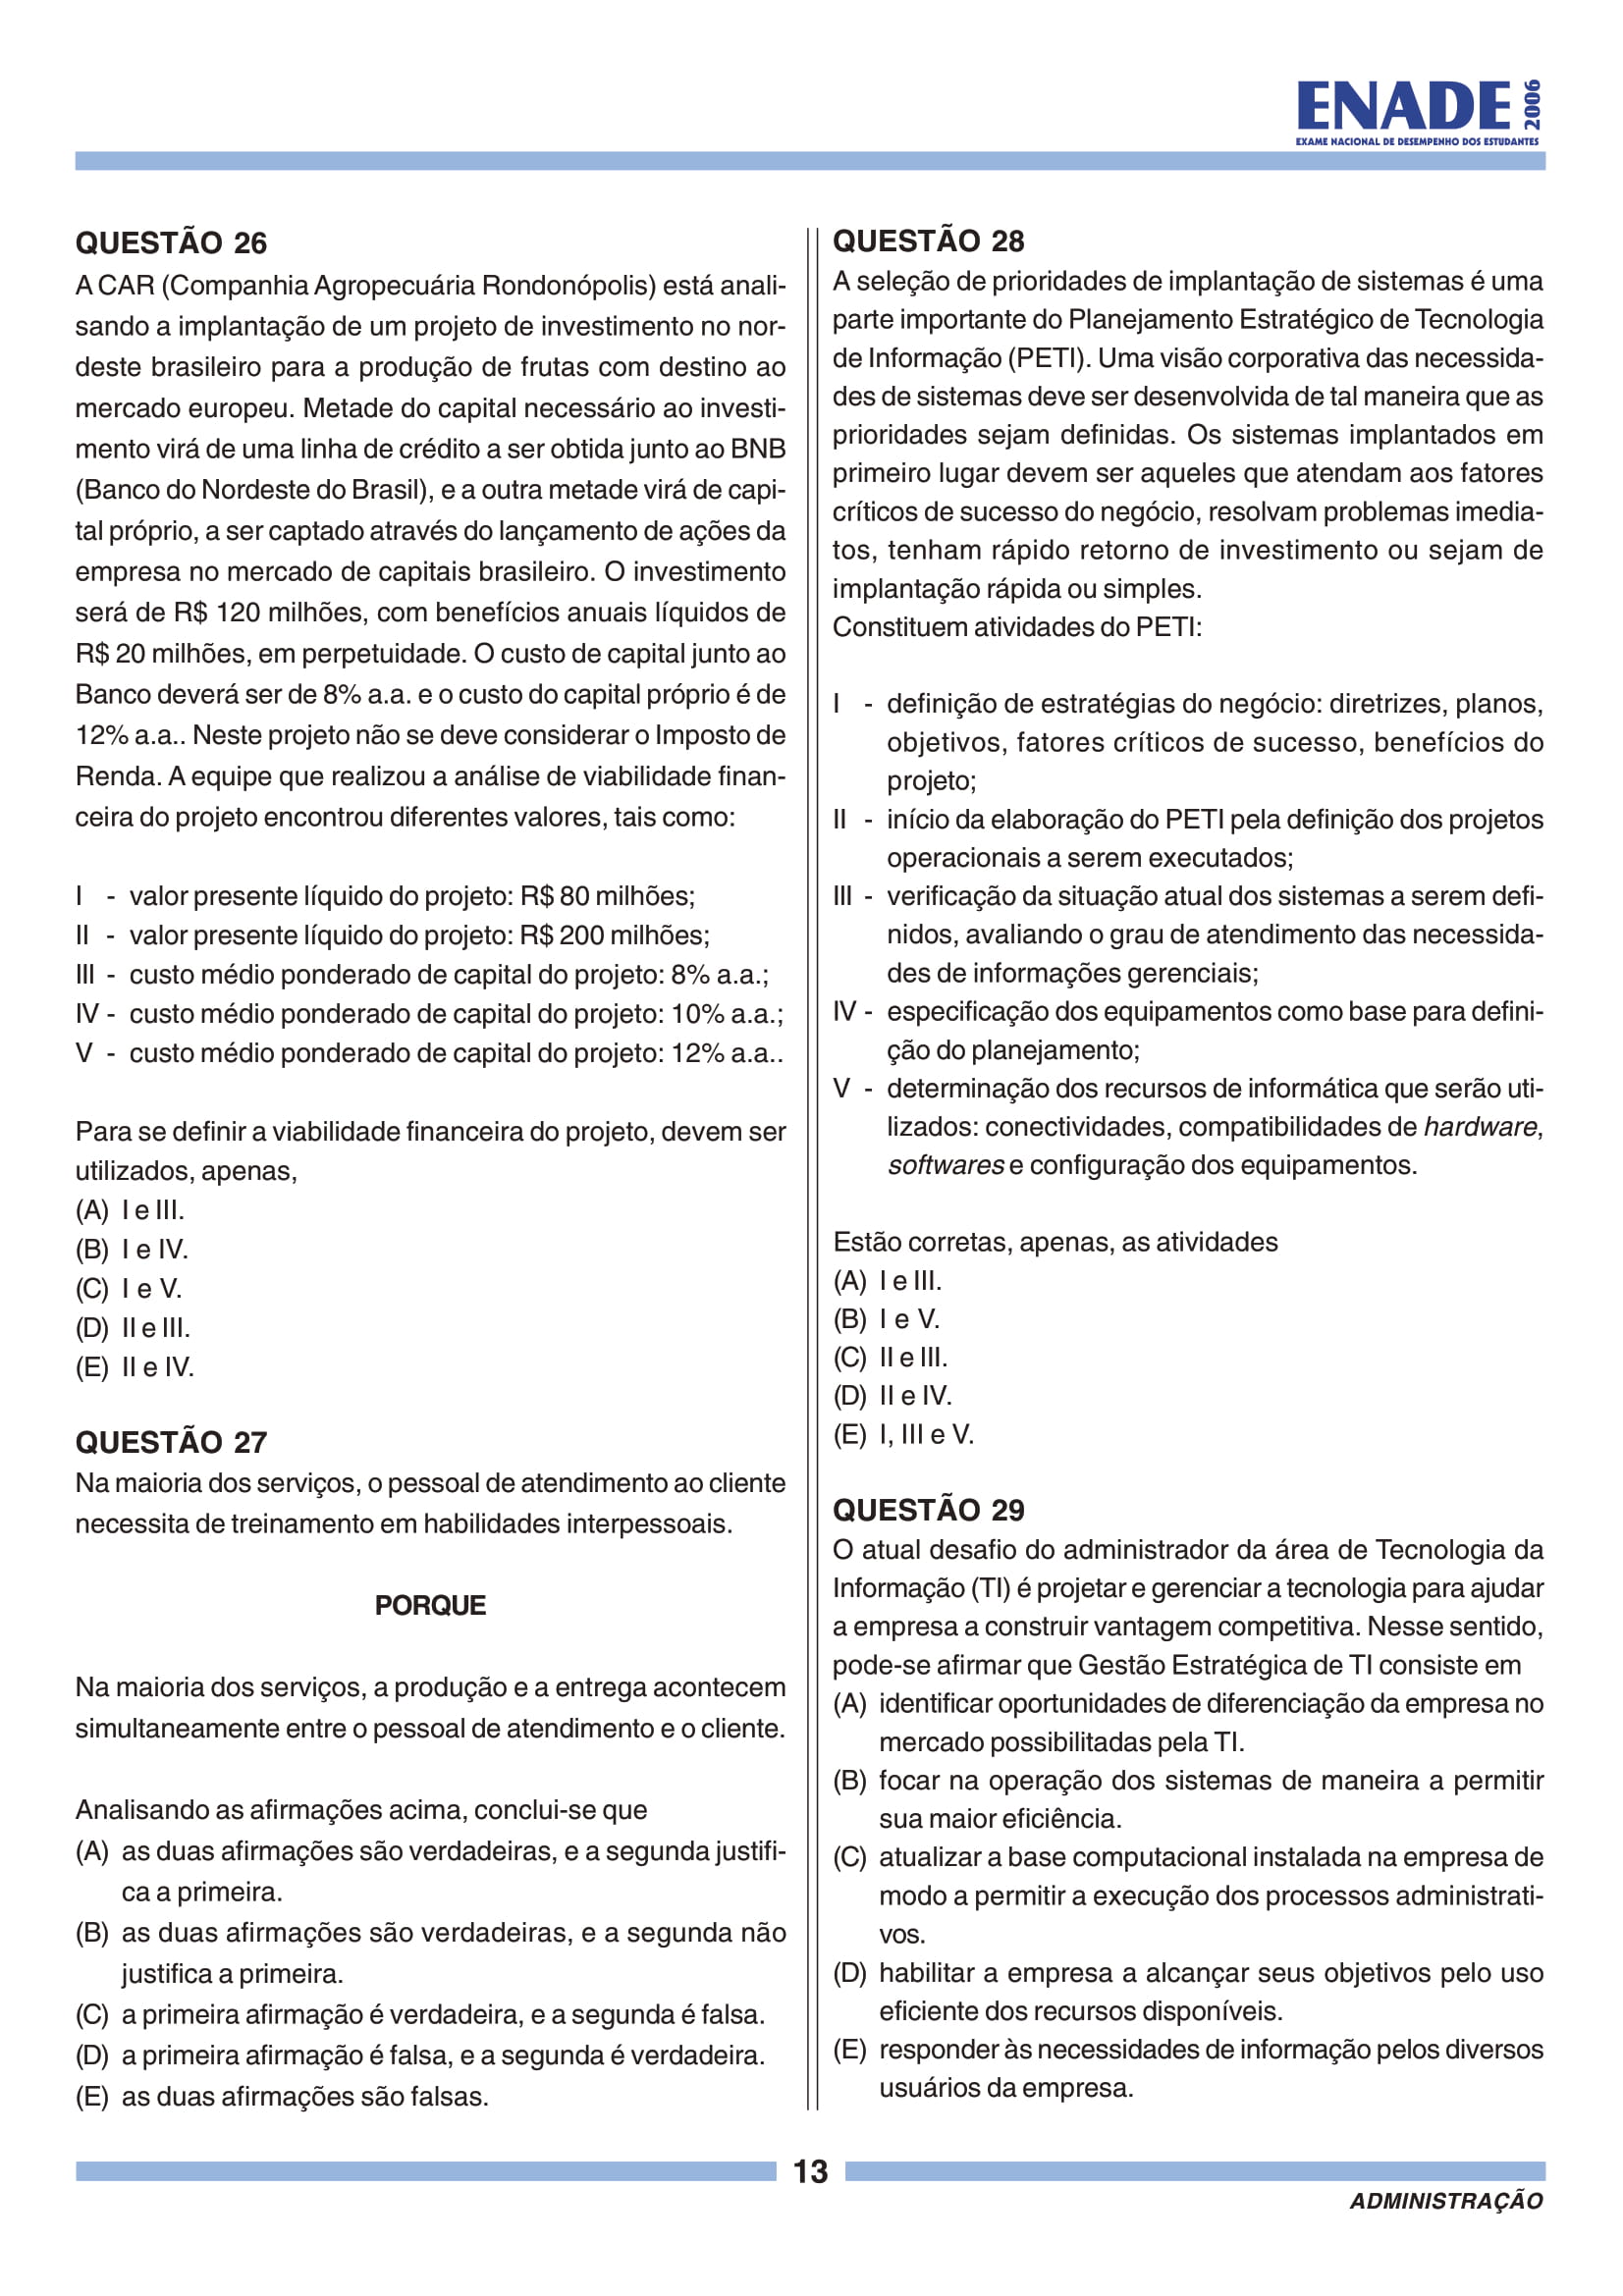 ENADE 2006
EXAME NACIONAL DE DESEMPENHO DOS ESTUDANTES
QUESTÃO 26
A CAR (Companhia Agropecuária Rondonópolis) está anali-
sando a implantação de um projeto de investimento no nor-
deste brasileiro para a produção de frutas com destino ao
mercado europeu. Metade do capital necessário ao investi-
mento virá de uma linha de crédito a ser obtida junto ao BNB
(Banco do Nordeste do Brasil), e a outra metade virá de capi-
tal próprio, a ser captado através do lançamento de ações da
empresa no mercado de capitais brasileiro. O investimento
será de R$ 120 milhões, com benefícios anuais líquidos de
R$ 20 milhões, em perpetuidade. O custo de capital junto ao
Banco deverá ser de 8% a.a. e o custo do capital próprio é de
12% a.a.. Neste projeto não se deve considerar o Imposto de
Renda. A equipe que realizou a análise de viabilidade finan-
ceira do projeto encontrou diferentes valores, tais como:
I - valor presente líquido do projeto: R$ 80 milhões;
II - valor presente líquido do projeto: R$ 200 milhões;
III - custo médio ponderado de capital do projeto: 8% a.a.;
IV - custo médio ponderado de capital do projeto: 10% a.a.;
V - custo médio ponderado de capital do projeto: 12% a.a..
Para se definir a viabilidade financeira do projeto, devem ser
utilizados, apenas,
(A) I e III.
(B) I e IV.
(C) I e V.
(D) II e III.
(E) II e IV.
QUESTÃO 27
Na maioria dos serviços, o pessoal de atendimento ao cliente
necessita de treinamento em habilidades interpessoais.
PORQUE
Na maioria dos serviços, a produção e a entrega acontecem
simultaneamente entre o pessoal de atendimento e o cliente.
Analisando as afirmações acima, conclui-se que
(A) as duas afirmações são verdadeiras, e a segunda justifi-
ca a primeira.
(B) as duas afirmações são verdadeiras, e a segunda não
justifica a primeira.
(C) a primeira afirmação é verdadeira, e a segunda é falsa.
(D) a primeira afirmação é falsa, e a segunda é verdadeira.
(E) as duas afirmações são falsas.
QUESTÃO 28
A seleção de prioridades de implantação de sistemas é uma
parte importante do Planejamento Estratégico de Tecnologia
de Informação (PETI). Uma visão corporativa das necessida-
des de sistemas deve ser desenvolvida de tal maneira que as
prioridades sejam definidas. Os sistemas implantados em
primeiro lugar devem ser aqueles que atendam aos fatores
críticos de sucesso do negócio, resolvam problemas imedia-
tos, tenham rápido retorno de investimento ou sejam de
implantação rápida ou simples.
Constituem atividades do PETI:
I - definição de estratégias do negócio: diretrizes, planos,
objetivos, fatores críticos de sucesso, benefícios do
projeto;
II - início da elaboração do PETI pela definição dos projetos
operacionais a serem executados;
III - verificação da situação atual dos sistemas a serem defi-
nidos, avaliando o grau de atendimento das necessida-
des de informações gerenciais;
IV - especificação dos equipamentos como base para defini-
ção do planejamento;
V - determinação dos recursos de informática que serão uti-
lizados: conectividades, compatibilidades de hardware,
softwares e configuração dos equipamentos.
Estão corretas, apenas, as atividades
(A) I e III.
(B) I e V.
(C) II e III.
(D) II e IV.
(E) I, III e V.
QUESTÃO 29
O atual desafio do administrador da área de Tecnologia da
Informação (TI) é projetar e gerenciar a tecnologia para ajudar
a empresa a construir vantagem competitiva. Nesse sentido,
pode-se afirmar que Gestão Estratégica de TI consiste em
(A) identificar oportunidades de diferenciação da empresa no
mercado possibilitadas pela TI.
(B) focar na operação dos sistemas de maneira a permitir
sua maior eficiência.
(C) atualizar a base computacional instalada na empresa de
modo a permitir a execução dos processos administrati-
vos.
(D) habilitar a empresa a alcançar seus objetivos pelo uso
eficiente dos recursos disponíveis.
(E) responder às necessidades de informação pelos diversos
usuários da empresa.
13
ADMINISTRAÇÃO